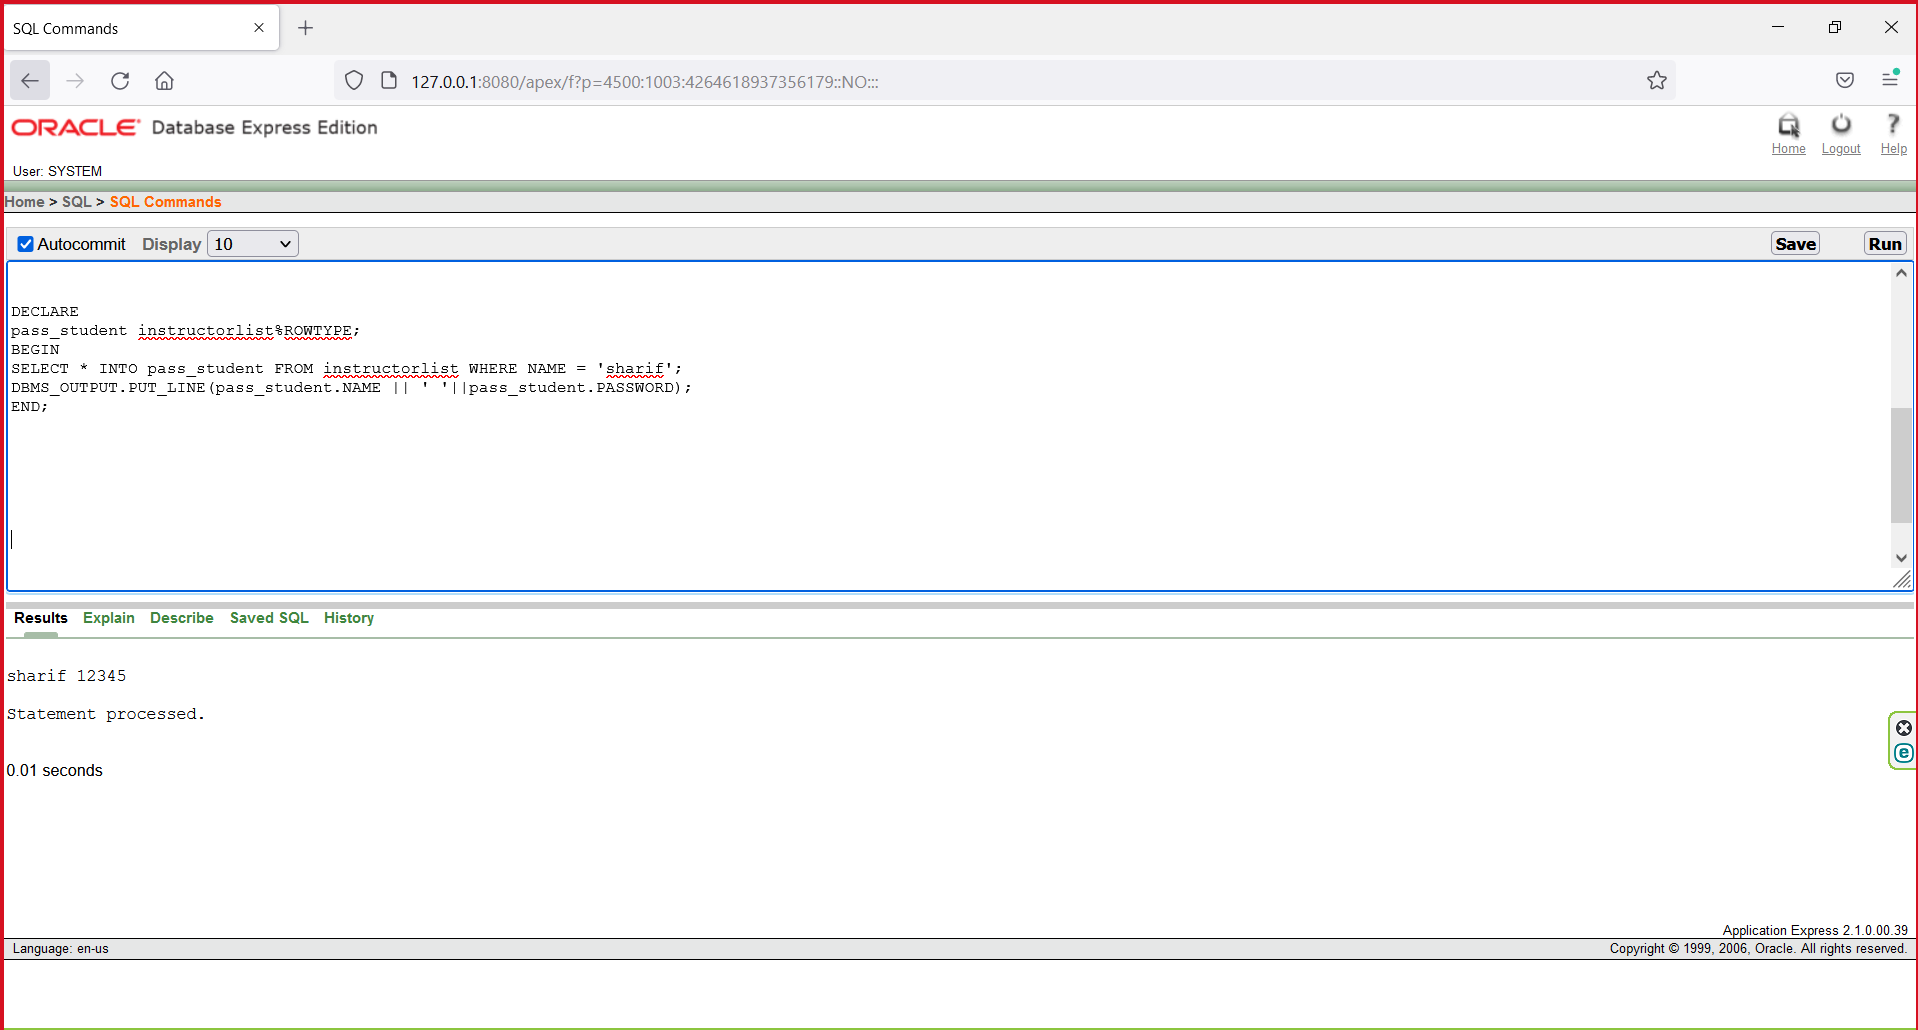 SQL Commands
127.0.0.1:8080/apex/f?p=4500:1003:4264618937356179::NO:::
ORACLE Database Express Edition
Home Logout Help
User: SYSTEM
Home > SQL > SQL Commands
Autocommit Display 10 Save Run
DECLARE
pass_student instructorlist%ROWTYPE;
BEGIN
SELECT * INTO pass_student FROM instructorlist WHERE NAME = 'sharif';
DBMS_OUTPUT.PUT_LINE(pass_student.NAME || ' '||pass_student.PASSWORD);
END;
Results Explain Describe Saved SQL History
sharif 12345
Statement processed.
0.01 seconds
Application Express 2.1.0.00.39
Language: en-us Copyright © 1999, 2006, Oracle. All rights reserved.